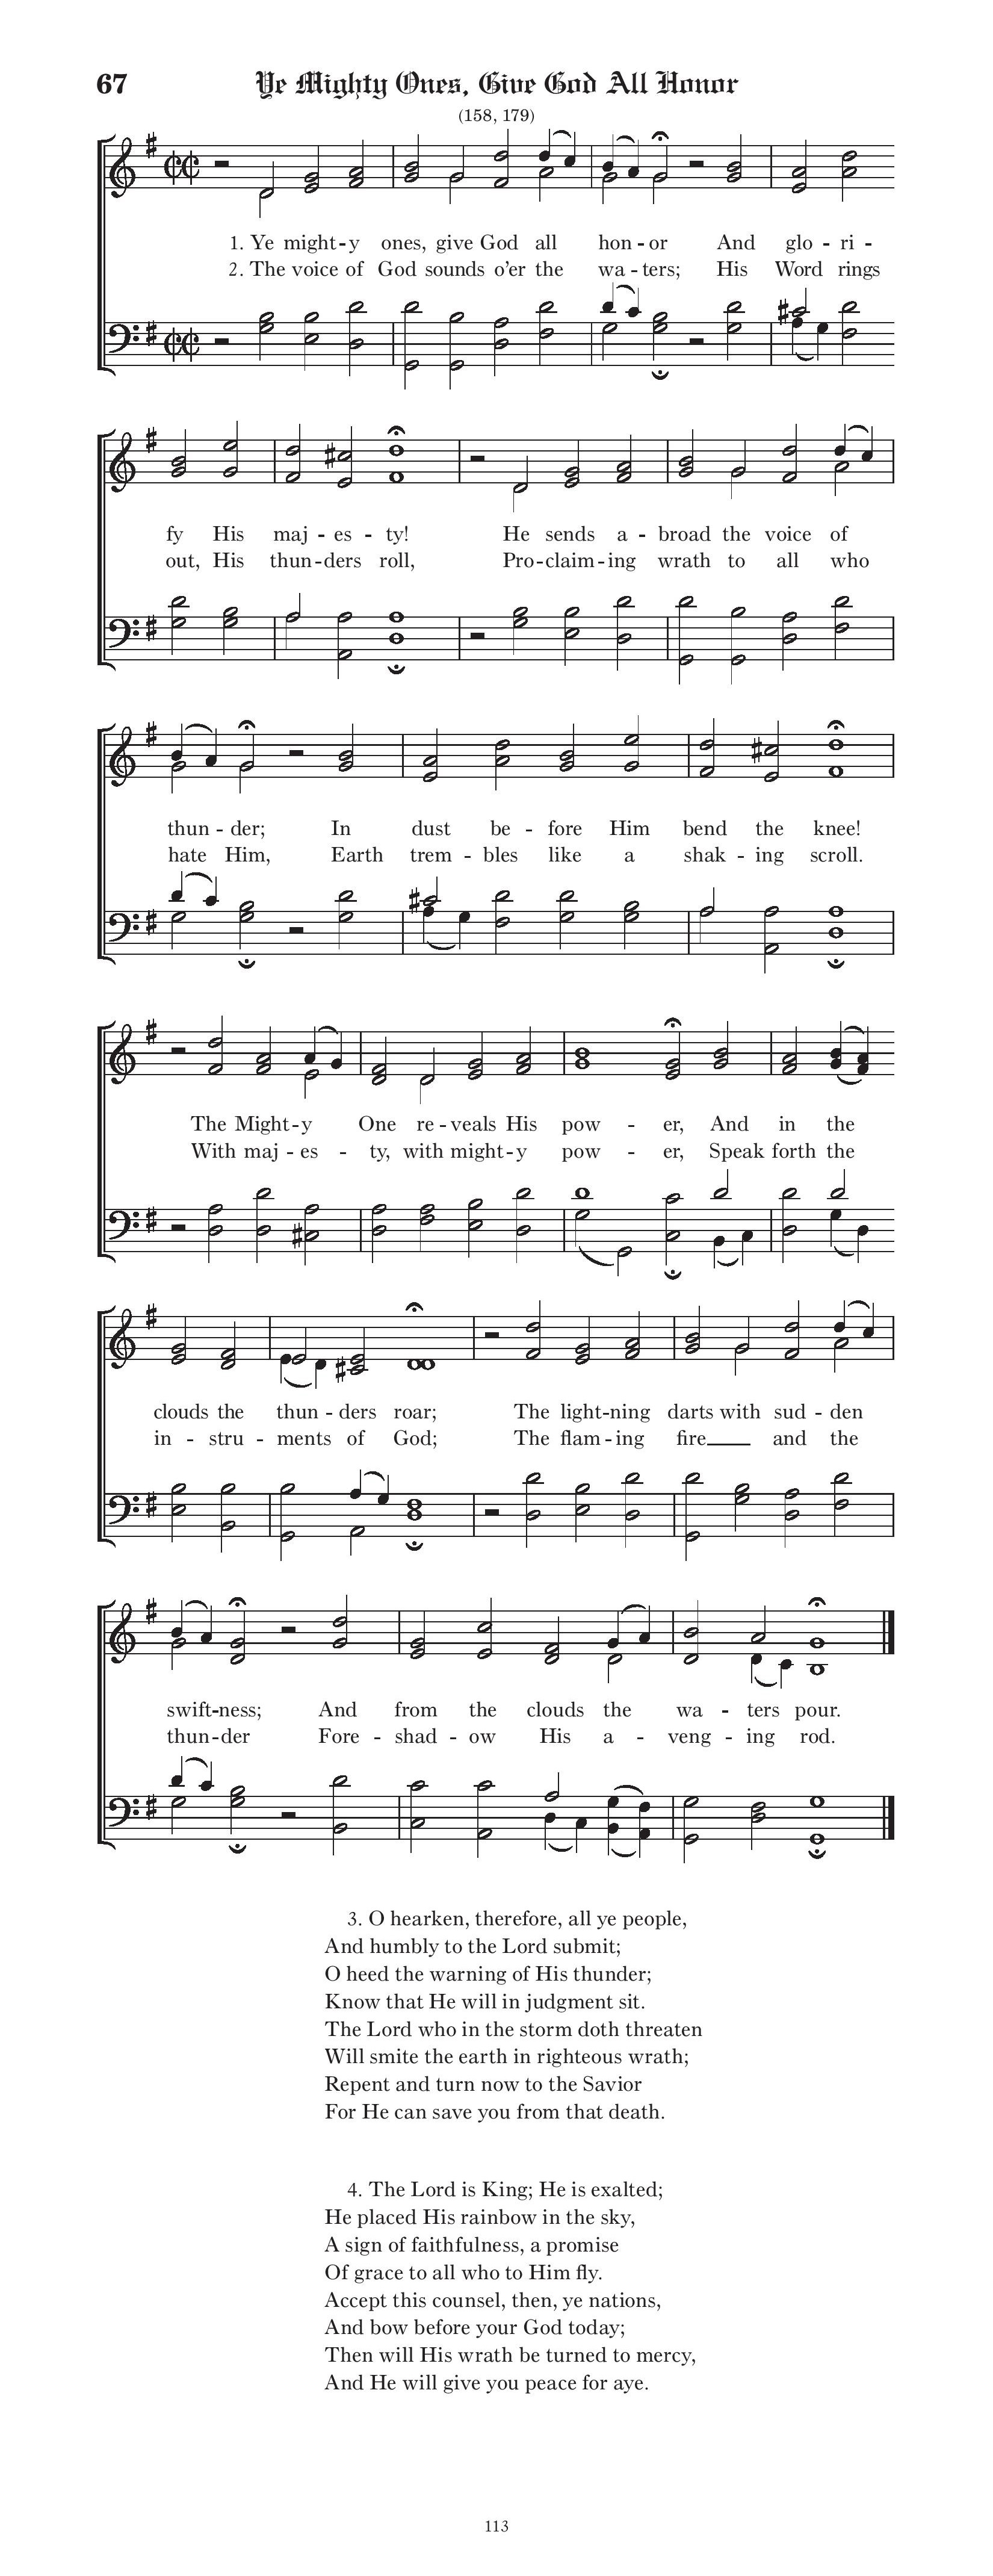 67 Ye Mighty Ones, Give God All Honor
(158, 179)
1. Ye might-y ones, give God all hon - or And glo - ri -
2. The voice of God sounds o’er the wa - ters; His Word rings
fy His maj - es - ty! He sends a - broad the voice of
out, His thun - ders roll, Pro - claim - ing wrath to all who
thun - der; In dust be - fore Him bend the knee!
hate Him, Earth trem - bles like a shak - ing scroll.
The Might - y One re - veals His pow - er, And in the
With maj - es - ty, with might - y pow - er, Speak forth the
clouds the thun - ders roar; The light - ning darts with sud - den
in - stru - ments of God; The flam - ing fire and the
swift - ness; And from the clouds the wa - ters pour.
thun - der Fore - shad - ow His a - veng - ing rod.
3. O hearken, therefore, all ye people,
And humbly to the Lord submit;
O heed the warning of His thunder;
Know that He will in judgment sit.
The Lord who in the storm doth threaten
Will smite the earth in righteous wrath;
Repent and turn now to the Savior
For He can save you from that death.
4. The Lord is King; He is exalted;
He placed His rainbow in the sky,
A sign of faithfulness, a promise
Of grace to all who to Him fly.
Accept this counsel, then, ye nations,
And bow before your God today;
Then will His wrath be turned to mercy,
And He will give you peace for aye.
113